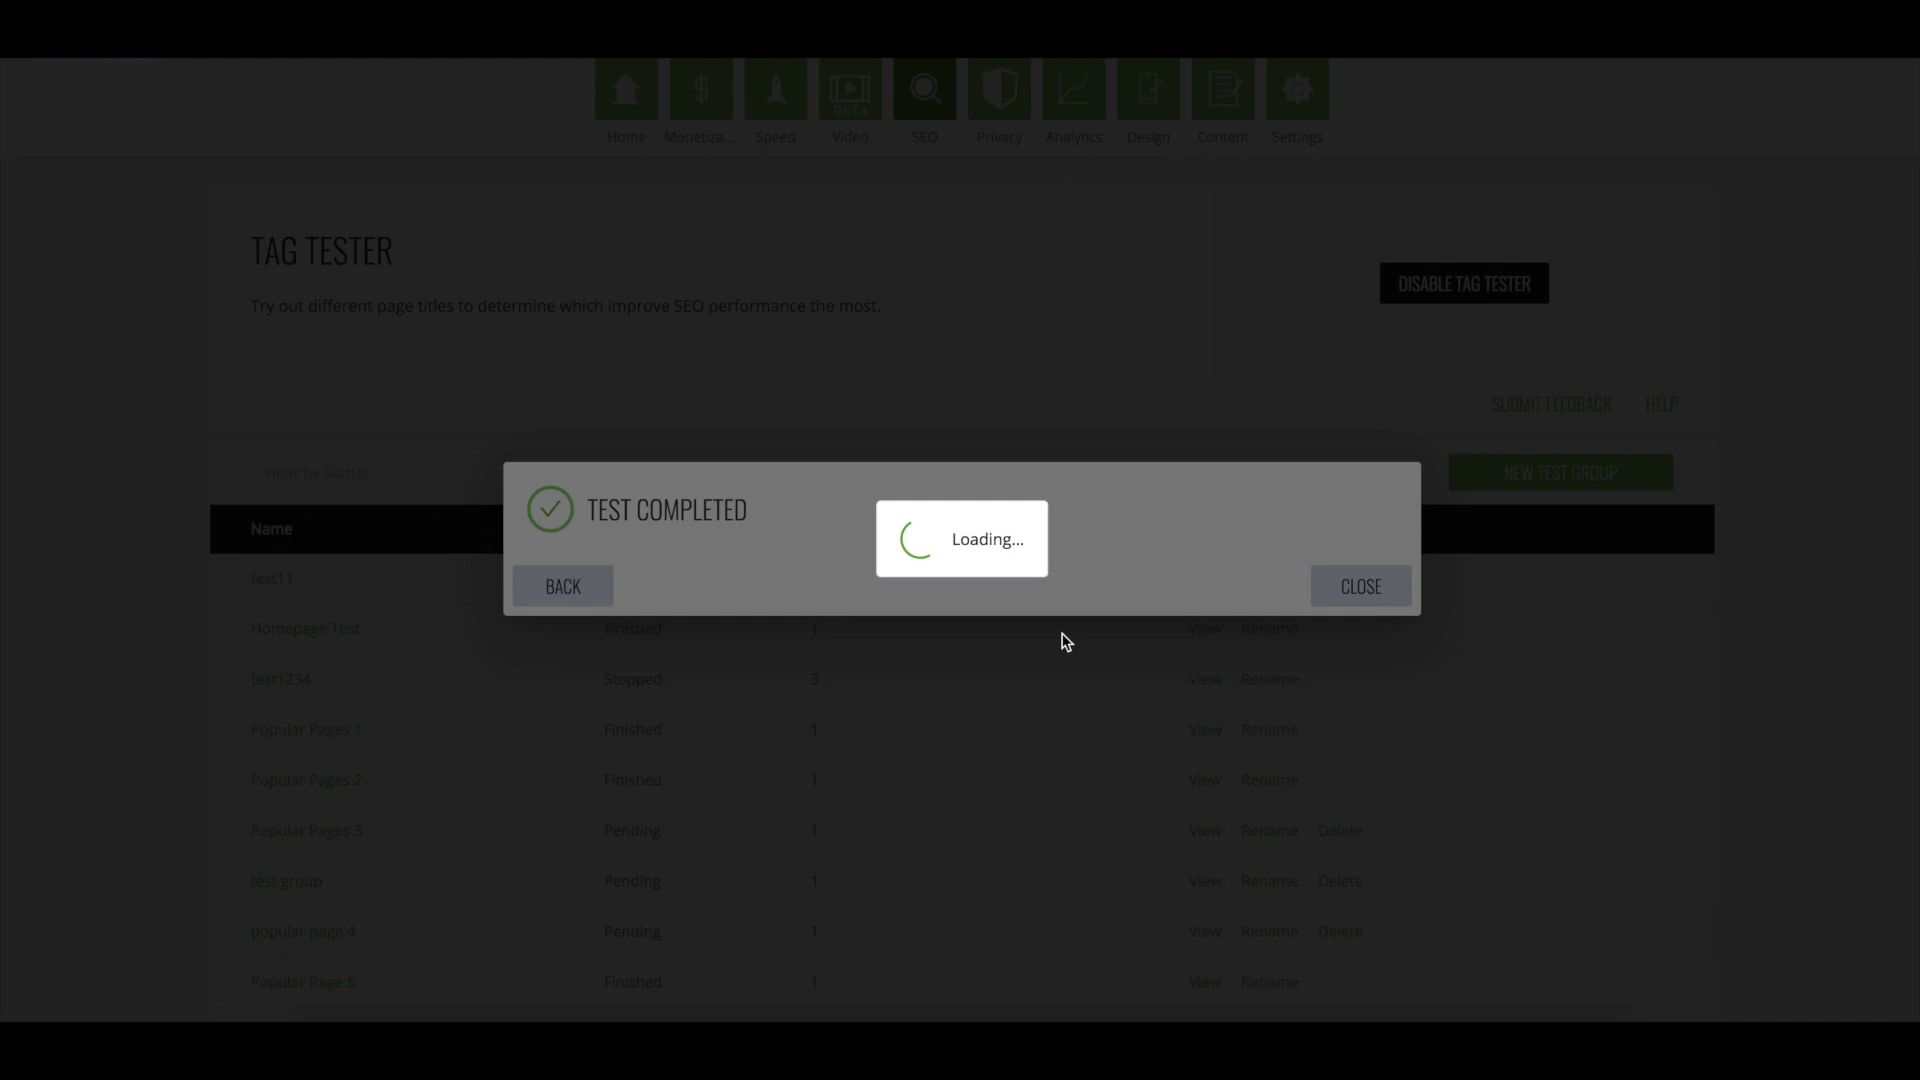 BETA
Home Monetiza... Speed Video SEO Privacy Analytics Design Content Settings
TAG TESTER
DISABLE TAG TESTER
Try out different page titles to determine which improve SEO performance the most.
SUBMIT FEEDBACK HELP
Filter by Status
NEW TEST GROUP
TEST COMPLETED
Name
Loading...
test11
BACK
CLOSE
Homepage Test Finished 1 View Rename
test1234 Stopped 3 View Rename
Popular Pages 1 Finished 1 View Rename
Popular Pages 2 Finished 1 View Rename
Popular Pages 3 Pending 1 View Rename Delete
test group Pending 1 View Rename Delete
popular page 4 Pending 1 View Rename Delete
Popular Page 5 Finished 1 View Rename